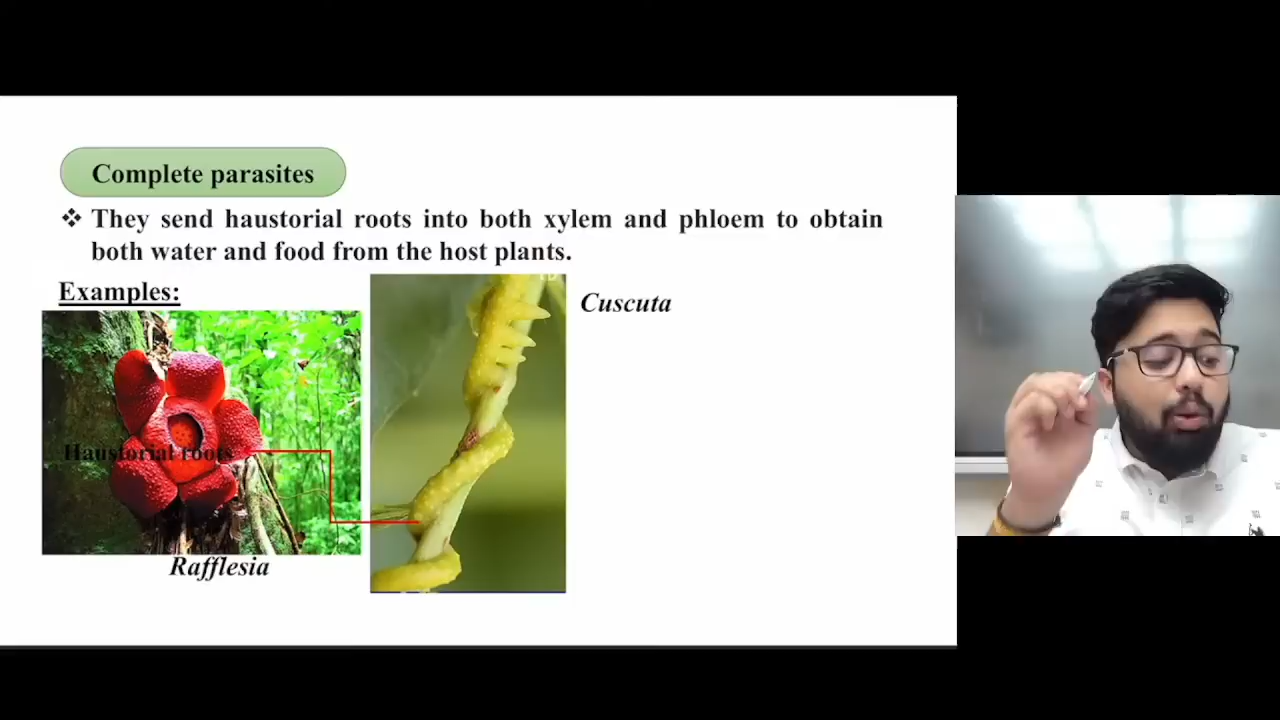 Complete parasites
❖ They send haustorial roots into both xylem and phloem to obtain
both water and food from the host plants.
Examples:
Cuscuta
Haustorial roots
Rafflesia